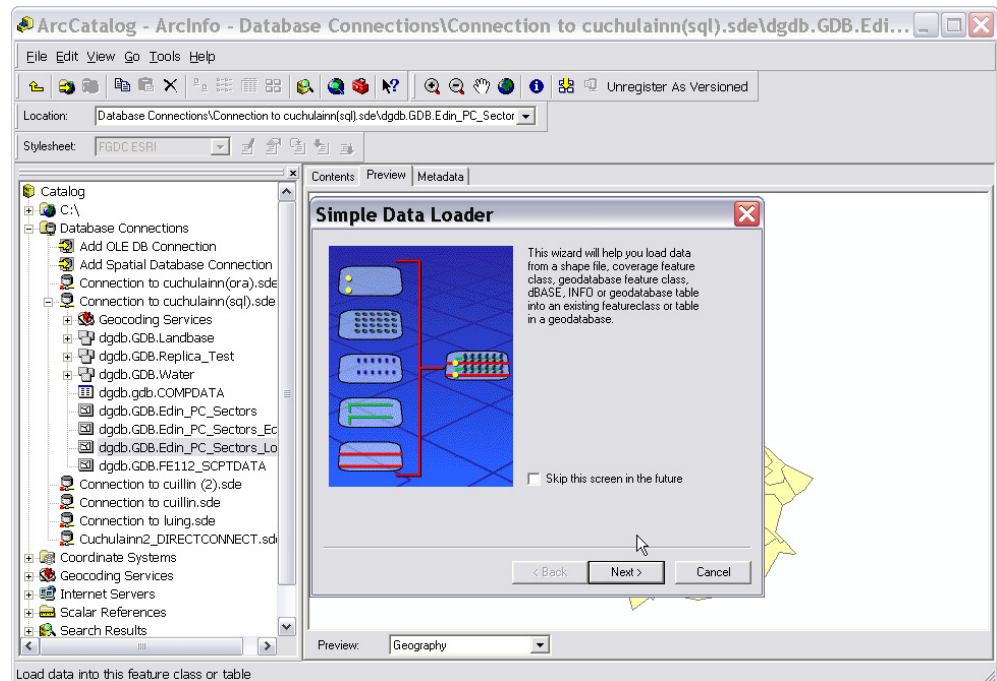 ArcCatalog - ArcInfo - Database Connections\Connection to cuchulainn(sql).sde\dgdb.GDB.Edi...
File Edit View Go Tools Help
Unregister As Versioned
Location: Database Connections\Connection to cuchulainn(sql).sde\dgdb.GDB.Edin_PC_Sector
Stylesheet: FGDC ESRI
Contents Preview Metadata
Catalog
C:\
Database Connections
Add OLE DB Connection
Add Spatial Database Connection
Connection to cuchulainn(ora).sde
Connection to cuchulainn(sql).sde
Geocoding Services
dgdb.GDB.Landbase
dgdb.GDB.Replica_Test
dgdb.GDB.Water
dgdb.gdb.COMPDATA
dgdb.GDB.Edin_PC_Sectors
dgdb.GDB.Edin_PC_Sectors_Ec
dgdb.GDB.Edin_PC_Sectors_Lo
dgdb.GDB.FE112_SCPTDATA
Connection to cuillin (2).sde
Connection to cuillin.sde
Connection to luing.sde
Cuchulainn2_DIRECTCONNECT.sd
Coordinate Systems
Geocoding Services
Internet Servers
Scalar References
Search Results
Simple Data Loader
This wizard will help you load data
from a shape file, coverage feature
class, geodatabase feature class,
dBASE, INFO or geodatabase table
into an existing featureclass or table
in a geodatabase.
Skip this screen in the future
< Back Next > Cancel
Preview: Geography
Load data into this feature class or table